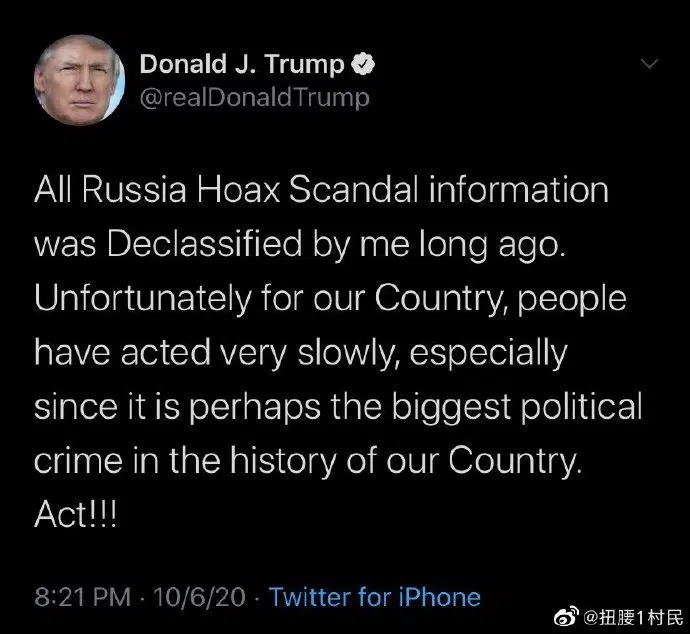 Donald J. Trump
@realDonaldTrump
All Russia Hoax Scandal information
was Declassified by me long ago.
Unfortunately for our Country, people
have acted very slowly, especially
since it is perhaps the biggest political
crime in the history of our Country.
Act!!!
8:21 PM · 10/6/20 · Twitter for iPhone
@扭腰1村民